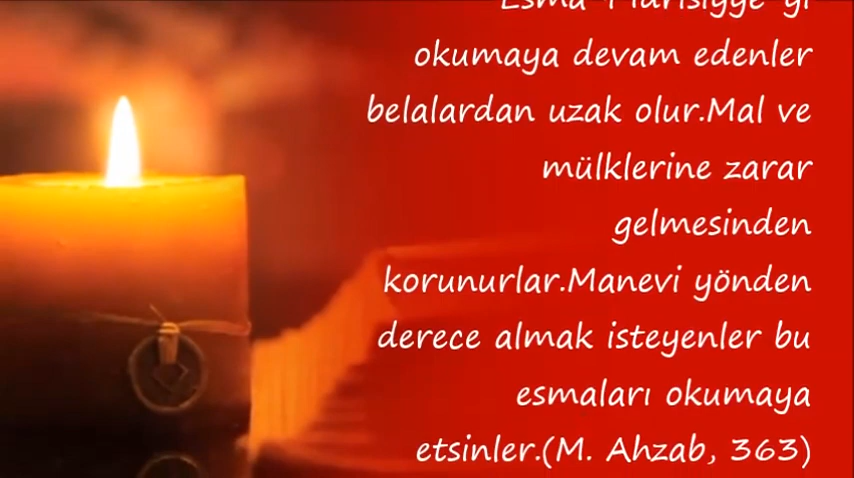 okumaya devam edenler
belalardan uzak olur.Mal ve
mülklerine zarar
gelmesinden
korunurlar.Manevi yönden
derece almak isteyenler bu
esmaları okumaya
etsinler.(M. Ahzab, 363)